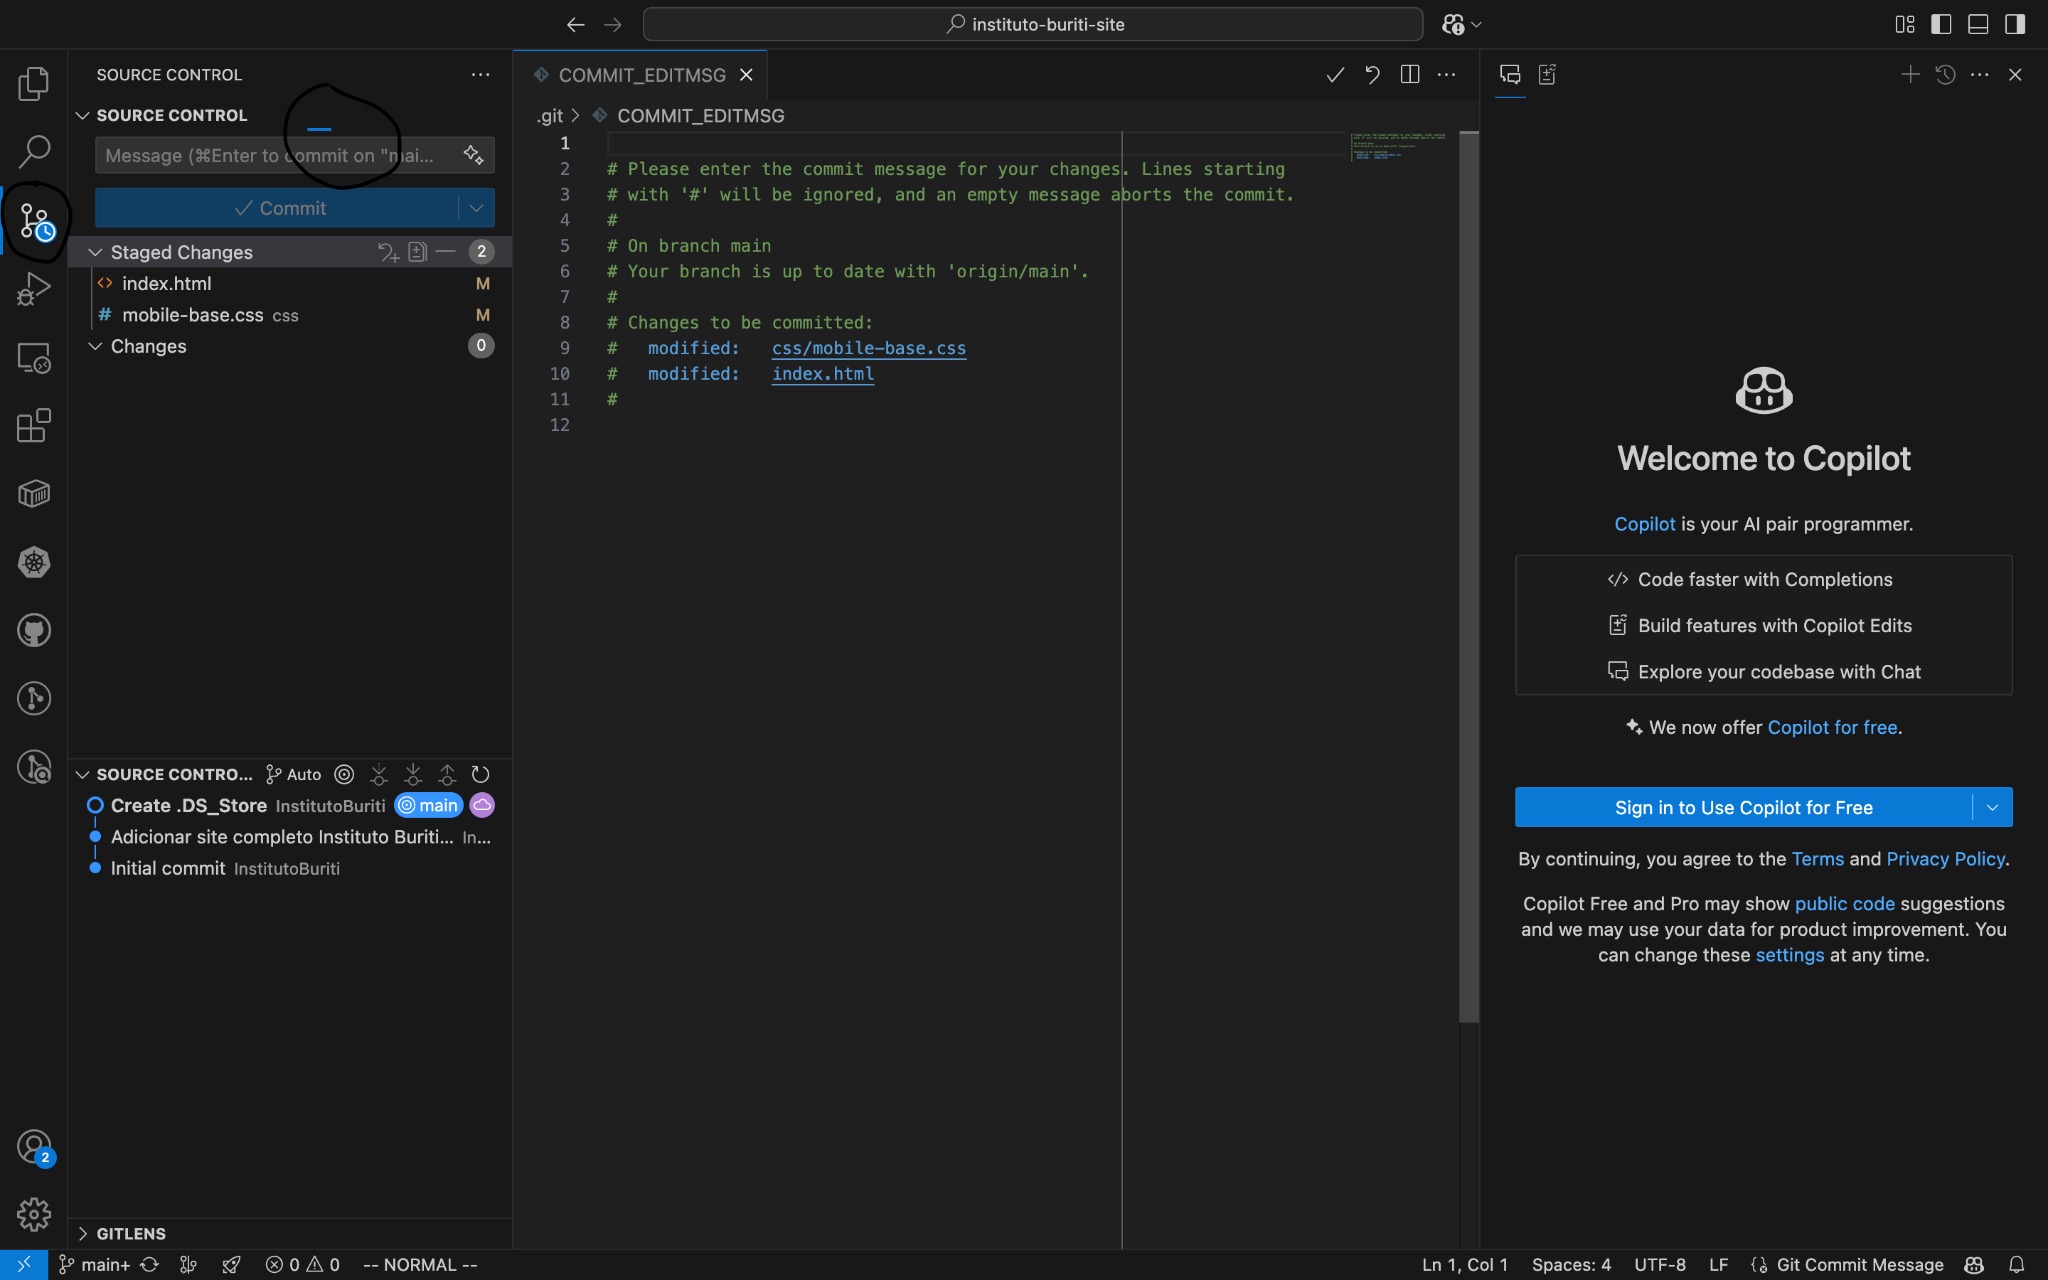 instituto-buriti-site
SOURCE CONTROL
SOURCE CONTROL
Message (⌘Enter to commit on "mai...
Commit
Staged Changes 2
index.html M
mobile-base.css css M
Changes 0
SOURCE CONTRO... Auto
Create .DS_Store InstitutoBuriti main
Adicionar site completo Instituto Buriti... In...
Initial commit InstitutoBuriti
GITLENS
COMMIT_EDITMSG
.git > COMMIT_EDITMSG
1
2 # Please enter the commit message for your changes. Lines starting
3 # with '#' will be ignored, and an empty message aborts the commit.
4 #
5 # On branch main
6 # Your branch is up to date with 'origin/main'.
7 #
8 # Changes to be committed:
9 # modified: css/mobile-base.css
10 # modified: index.html
11 #
12
Welcome to Copilot
Copilot is your AI pair programmer.
Code faster with Completions
Build features with Copilot Edits
Explore your codebase with Chat
We now offer Copilot for free.
Sign in to Use Copilot for Free
By continuing, you agree to the Terms and Privacy Policy.
Copilot Free and Pro may show public code suggestions
and we may use your data for product improvement. You
can change these settings at any time.
2
main+ 0 0 -- NORMAL --
Ln 1, Col 1 Spaces: 4 UTF-8 LF Git Commit Message